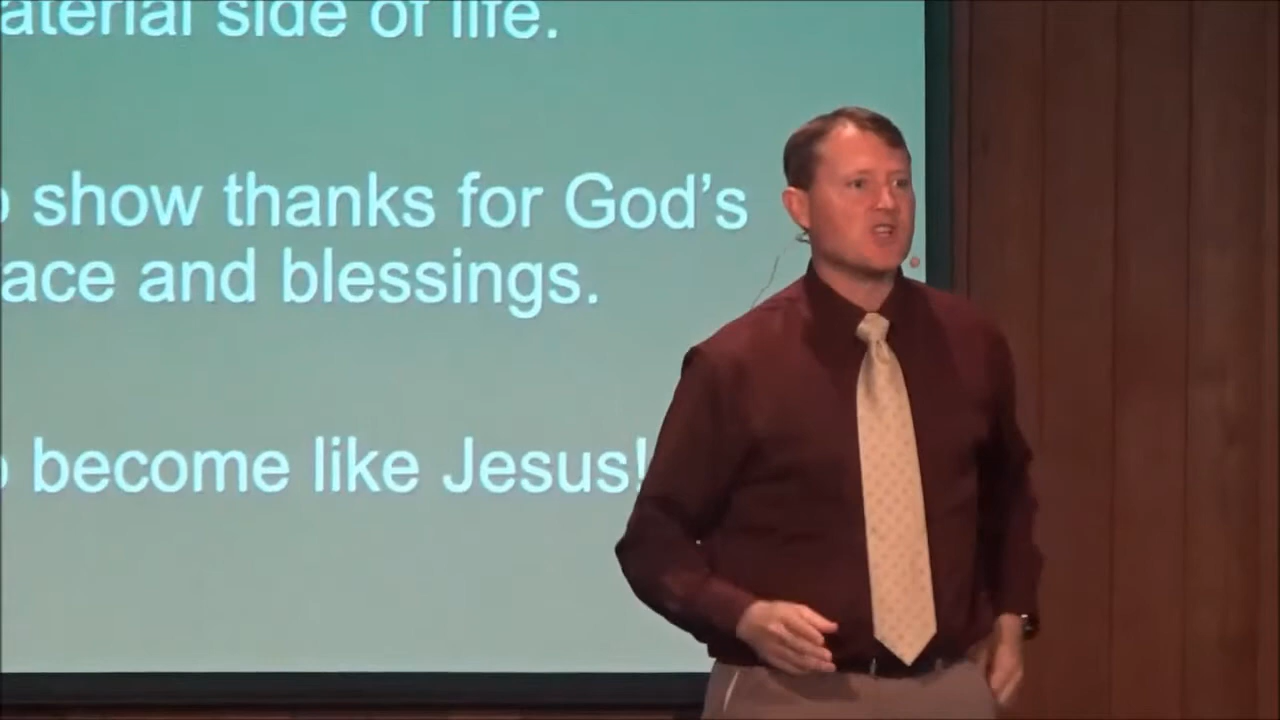 aterial side of life.
show thanks for God's
ace and blessings.
become like Jesus!